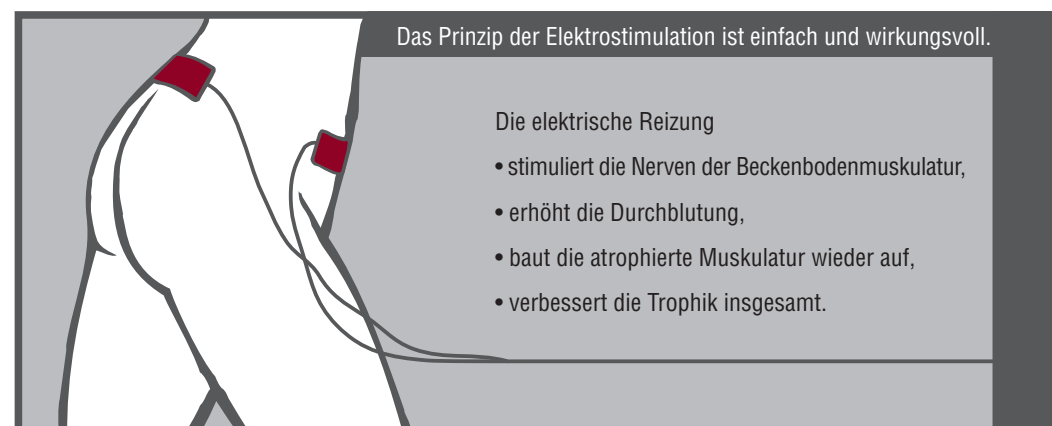 Das Prinzip der Elektrostimulation ist einfach und wirkungsvoll.
Die elektrische Reizung
• stimuliert die Nerven der Beckenbodenmuskulatur,
• erhöht die Durchblutung,
• baut die atrophierte Muskulatur wieder auf,
• verbessert die Trophik insgesamt.